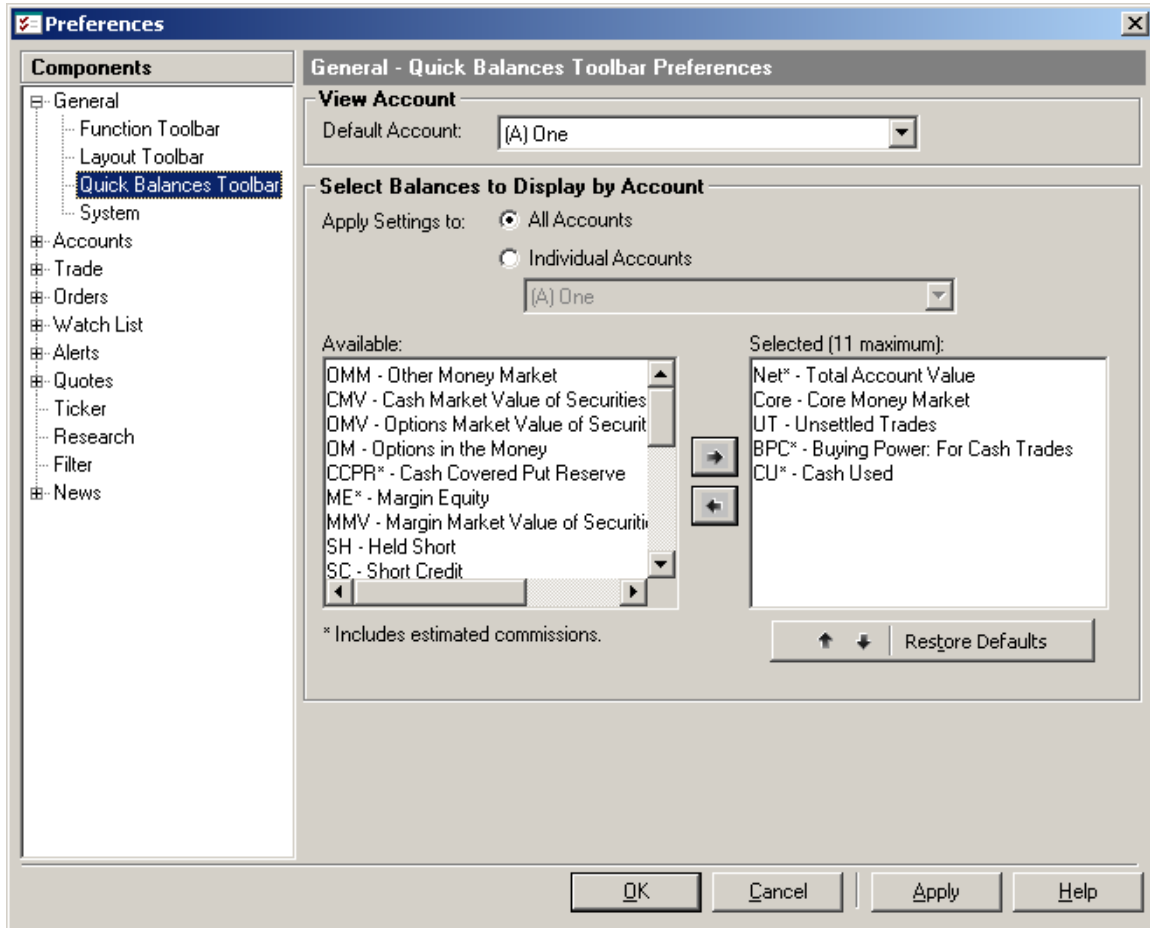 Preferences
Components
General
Function Toolbar
Layout Toolbar
Quick Balances Toolbar
System
Accounts
Trade
Orders
Watch List
Alerts
Quotes
Ticker
Research
Filter
News
General - Quick Balances Toolbar Preferences
View Account
Default Account: (A) One
Select Balances to Display by Account
Apply Settings to: All Accounts
Individual Accounts
(A) One
Available:
OMM - Other Money Market
CMV - Cash Market Value of Securities
OMV - Options Market Value of Securit
OM - Options in the Money
CCPR* - Cash Covered Put Reserve
ME* - Margin Equity
MMV - Margin Market Value of Securiti
SH - Held Short
SC - Short Credit
* Includes estimated commissions.
Selected (11 maximum):
Net* - Total Account Value
Core - Core Money Market
UT - Unsettled Trades
BPC* - Buying Power: For Cash Trades
CU* - Cash Used
Restore Defaults
OK Cancel Apply Help